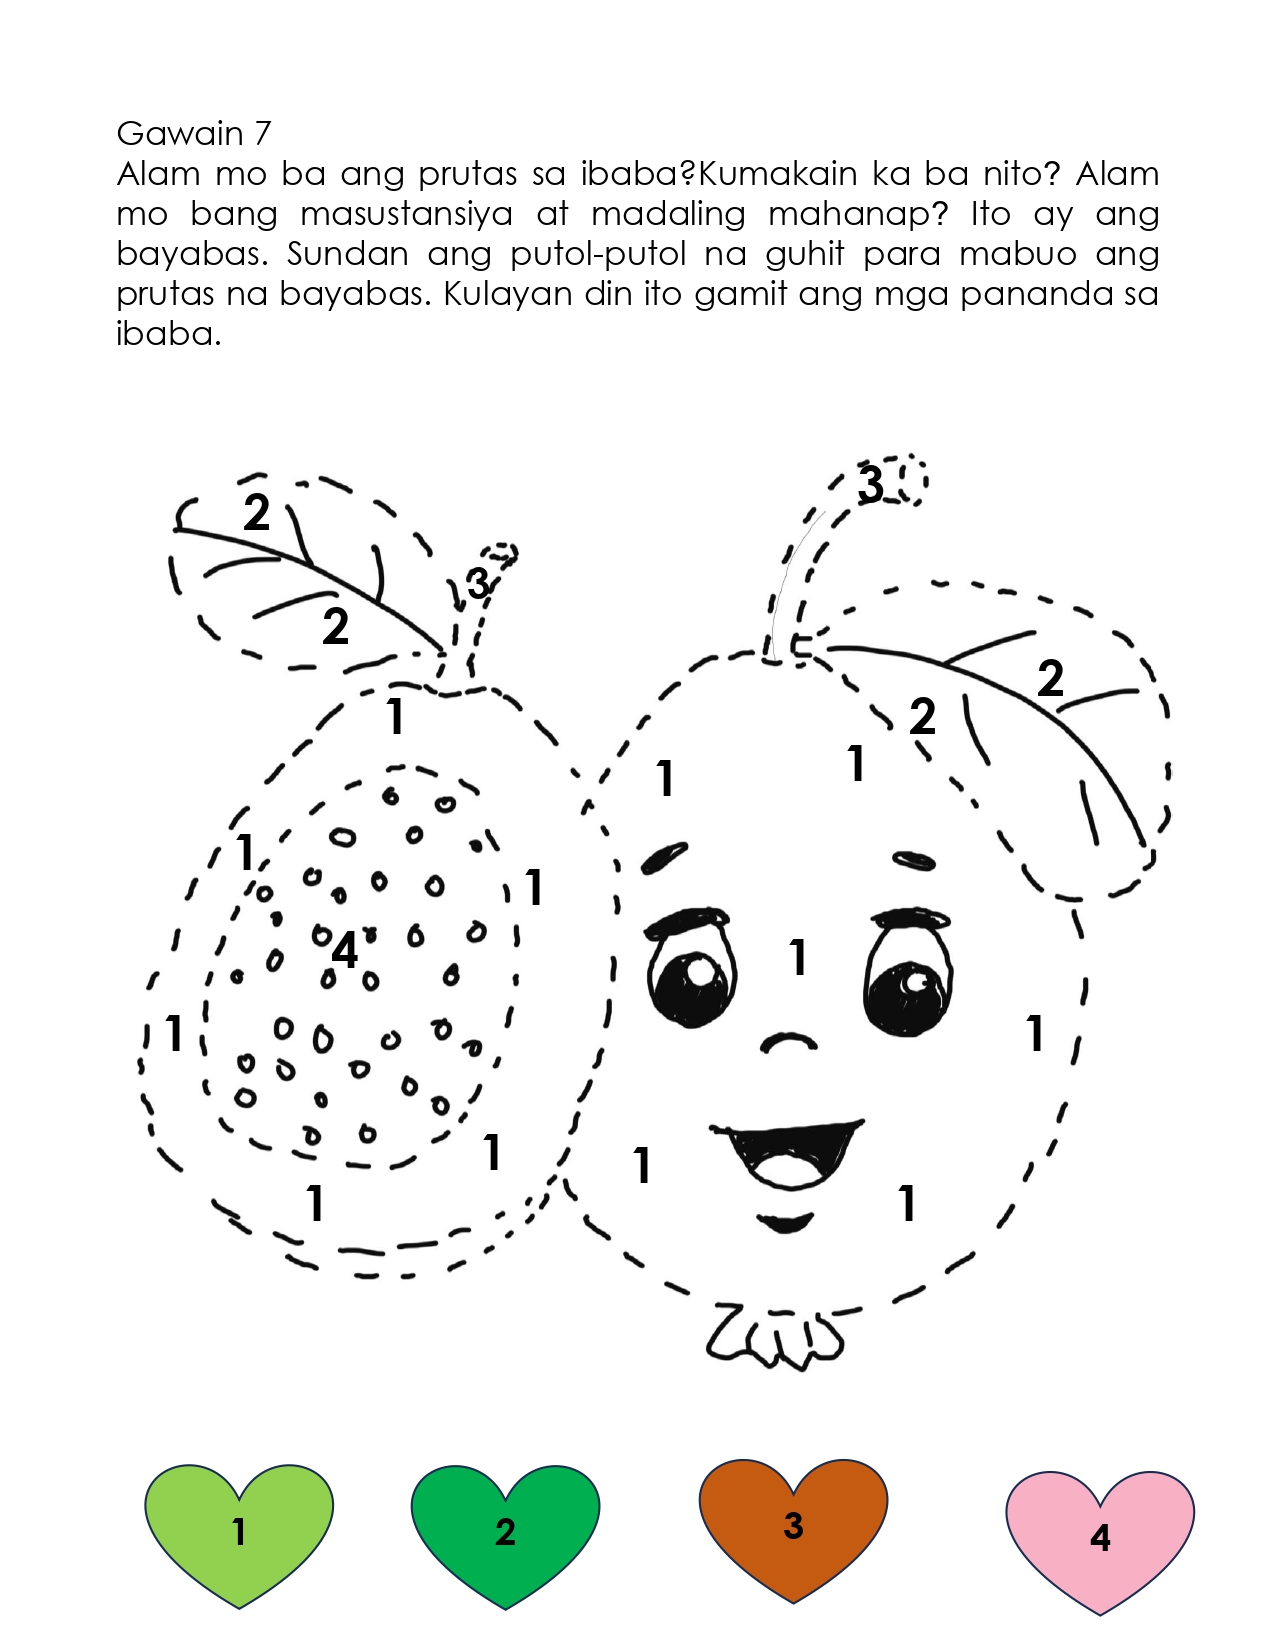 Gawain 7
Alam mo ba ang prutas sa ibaba?Kumakain ka ba nito? Alam
mo bang masustansiya at madaling mahanap? Ito ay ang
bayabas. Sundan ang putol-putol na guhit para mabuo ang
prutas na bayabas. Kulayan din ito gamit ang mga pananda sa
ibaba.
3
2
3
2
2
1
2
1
1
1
1
4
1
1
1
1
1
1
1
1
1 2 3 4